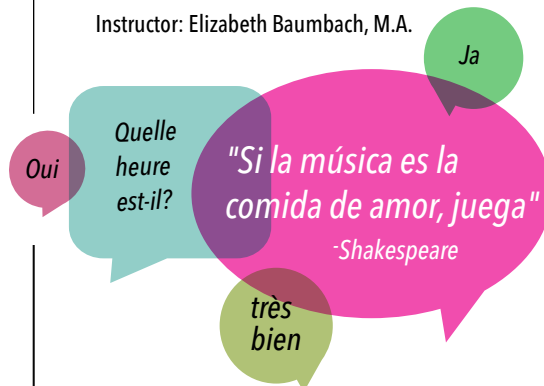 Instructor: Elizabeth Baumbach, M.A.
Ja
Quelle
heure
est-il?
Oui
"Si la música es la
comida de amor, juega"
-Shakespeare
très
bien